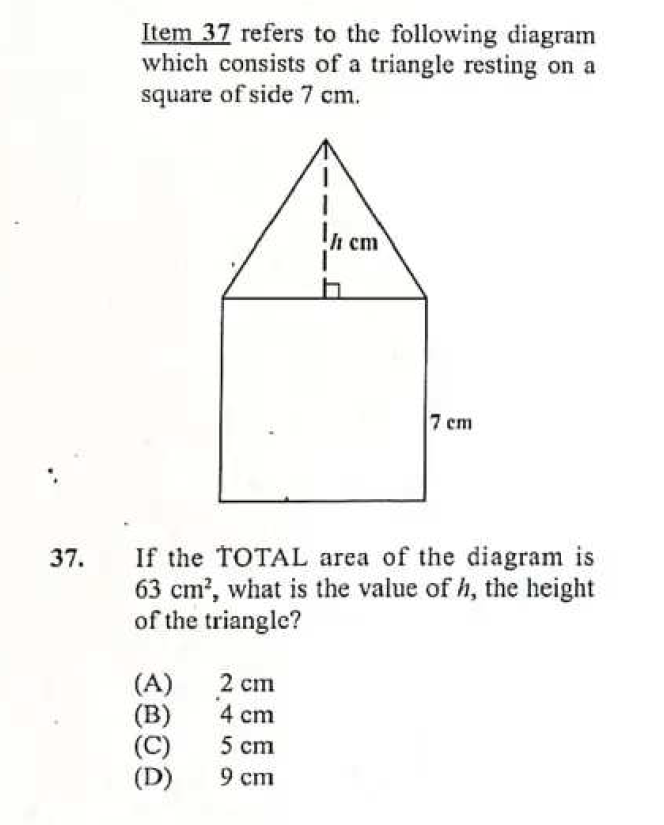 Item 37 refers to the following diagram
which consists of a triangle resting on a
square of side 7 cm.
h cm
7 cm
37. If the TOTAL area of the diagram is
63 cm², what is the value of h, the height
of the triangle?
(A) 2 cm
(B) 4 cm
(C) 5 cm
(D) 9 cm